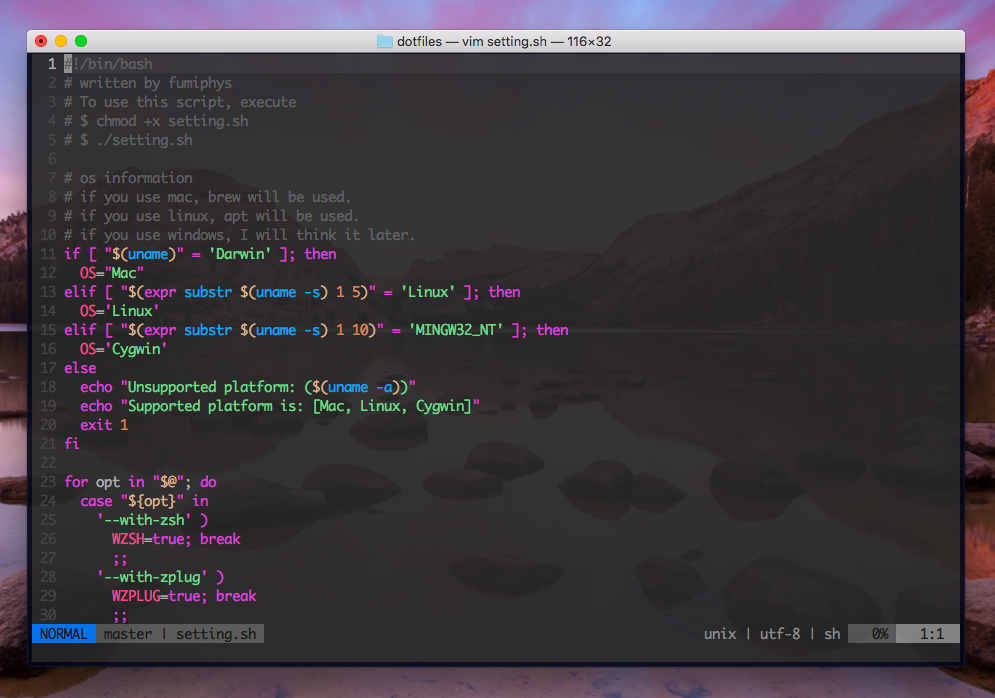 dotfiles — vim setting.sh — 116×32
1 #!/bin/bash
2 # written by fumiphys
3 # To use this script, execute
4 # $ chmod +x setting.sh
5 # $ ./setting.sh
6
7 # os information
8 # if you use mac, brew will be used.
9 # if you use linux, apt will be used.
10 # if you use windows, I will think it later.
11 if [ "$(uname)" = 'Darwin' ]; then
12   OS="Mac"
13 elif [ "$(expr substr $(uname -s) 1 5)" = 'Linux' ]; then
14   OS='Linux'
15 elif [ "$(expr substr $(uname -s) 1 10)" = 'MINGW32_NT' ]; then
16   OS='Cygwin'
17 else
18   echo "Unsupported platform: ($(uname -a))"
19   echo "Supported platform is: [Mac, Linux, Cygwin]"
20   exit 1
21 fi
22
23 for opt in "$@"; do
24   case "${opt}" in
25     '--with-zsh' )
26       WZSH=true; break
27       ;;
28     '--with-zplug' )
29       WZPLUG=true; break
30       ;;
NORMAL master | setting.sh unix | utf-8 | sh 0% 1:1